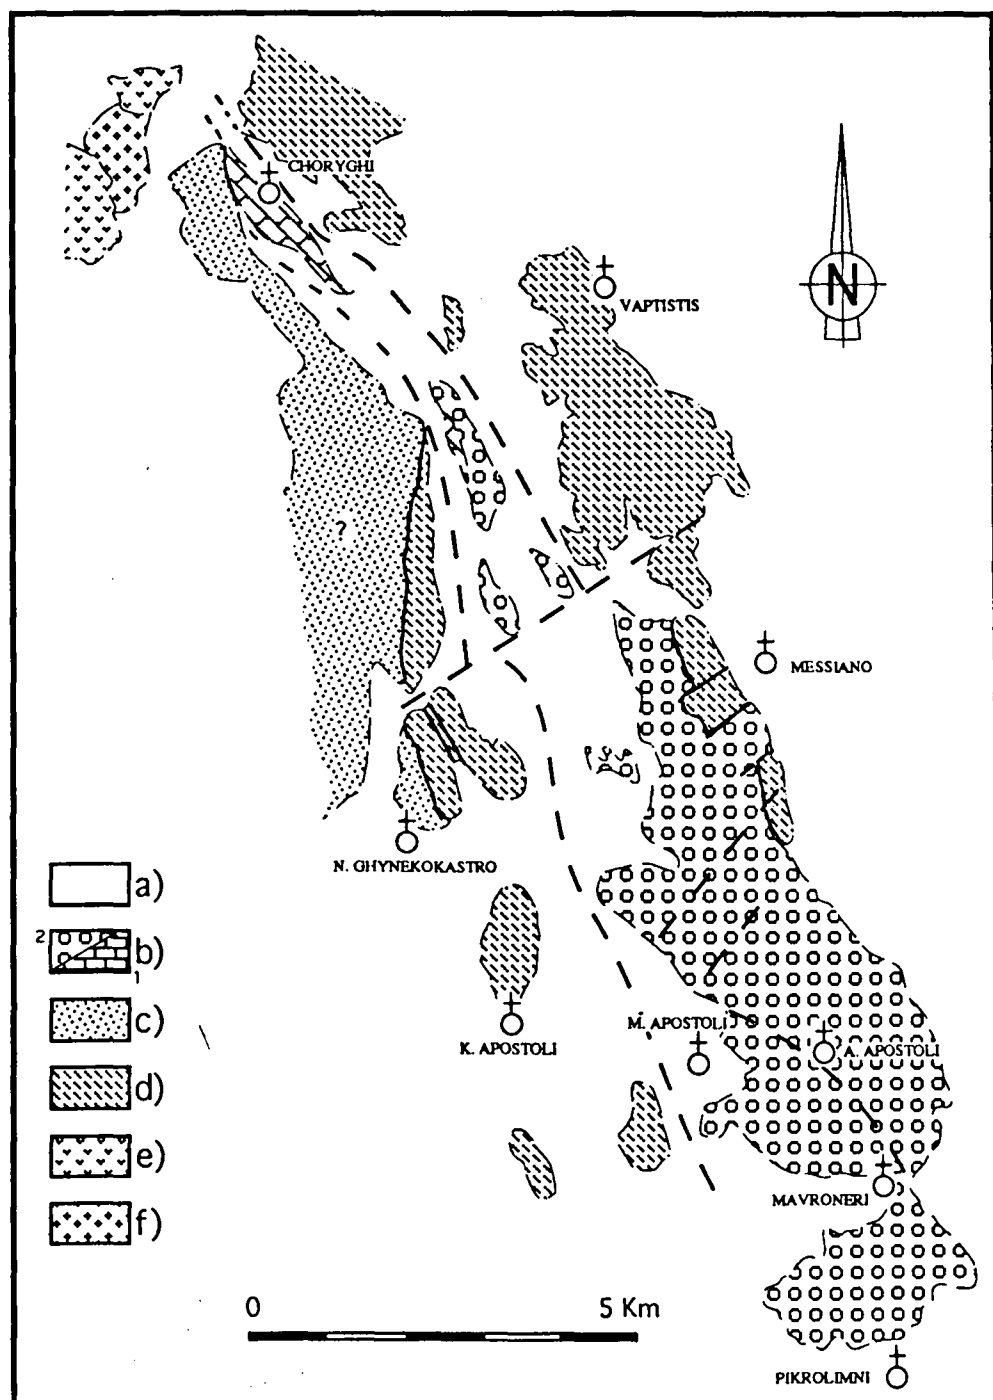 CHORYGHI
N
VAPTISTIS
?
MESSIANO
N. GHYNEKOKASTRO
a)
2
b)
1
c)
M. APOSTOLI
K. APOSTOLI
A. APOSTOLI
d)
e)
MAVRONERI
f)
0 5 Km
PIKROLIMNI